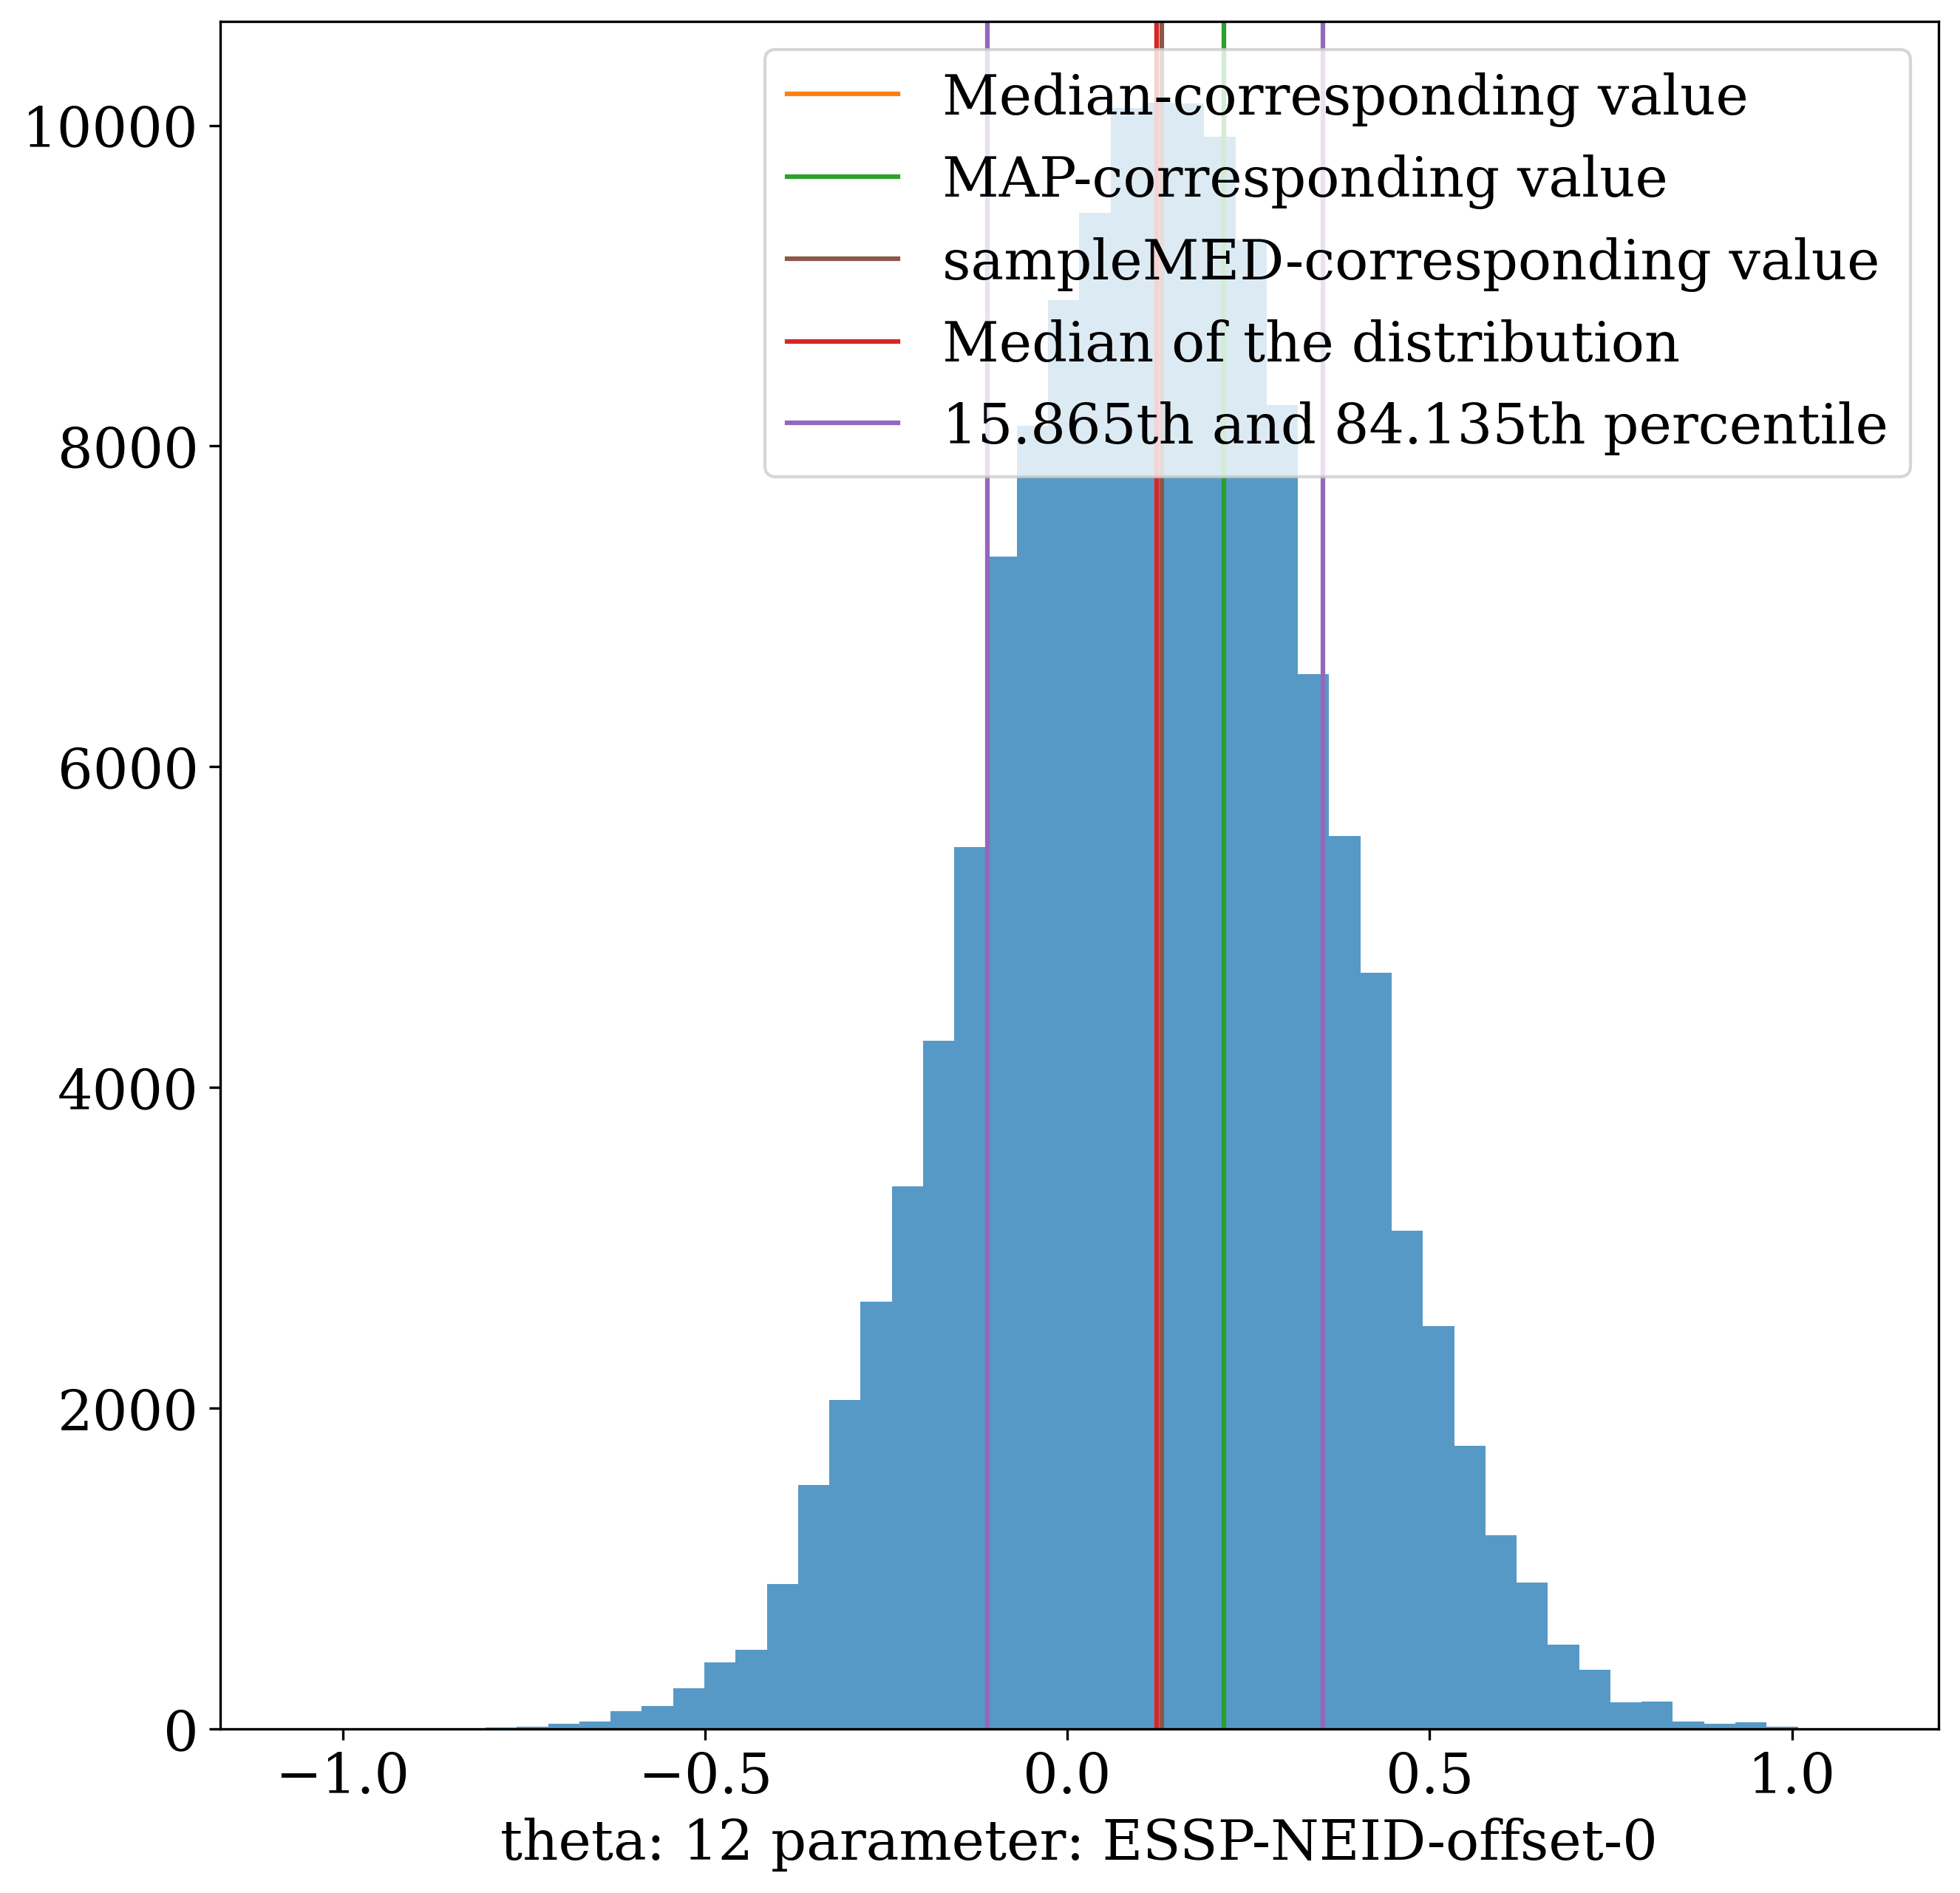 Median-corresponding value
MAP-corresponding value
sampleMED-corresponding value
Median of the distribution
15.865th and 84.135th percentile
10000
8000
6000
4000
2000
0
−1.0 −0.5 0.0 0.5 1.0
theta: 12 parameter: ESSP-NEID-offset-0